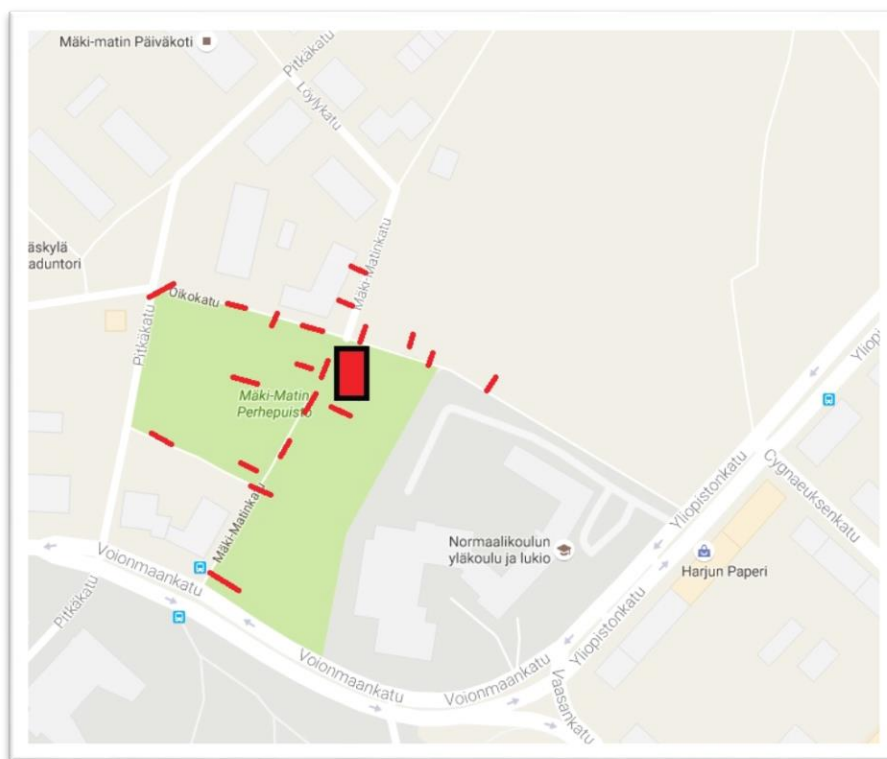 Mäki-matin Päiväkoti
Pitkäkatu
Löylykatu
äskylä
aduntori
Mäki-Matinkatu
Oikokatu
Pitkäkatu
Mäki-Matin
Perhepuisto
Yliopistonkatu
Mäki-Matinkatu
Cygnaeuksenkatu
Yliopistonkatu
Normaalikoulun
yläkoulu ja lukio
Harjun Paperi
Voionmaankatu
Pitkäkatu
Yliopistonkatu
Voionmaankatu
Voionmaankatu
Vaasankatu